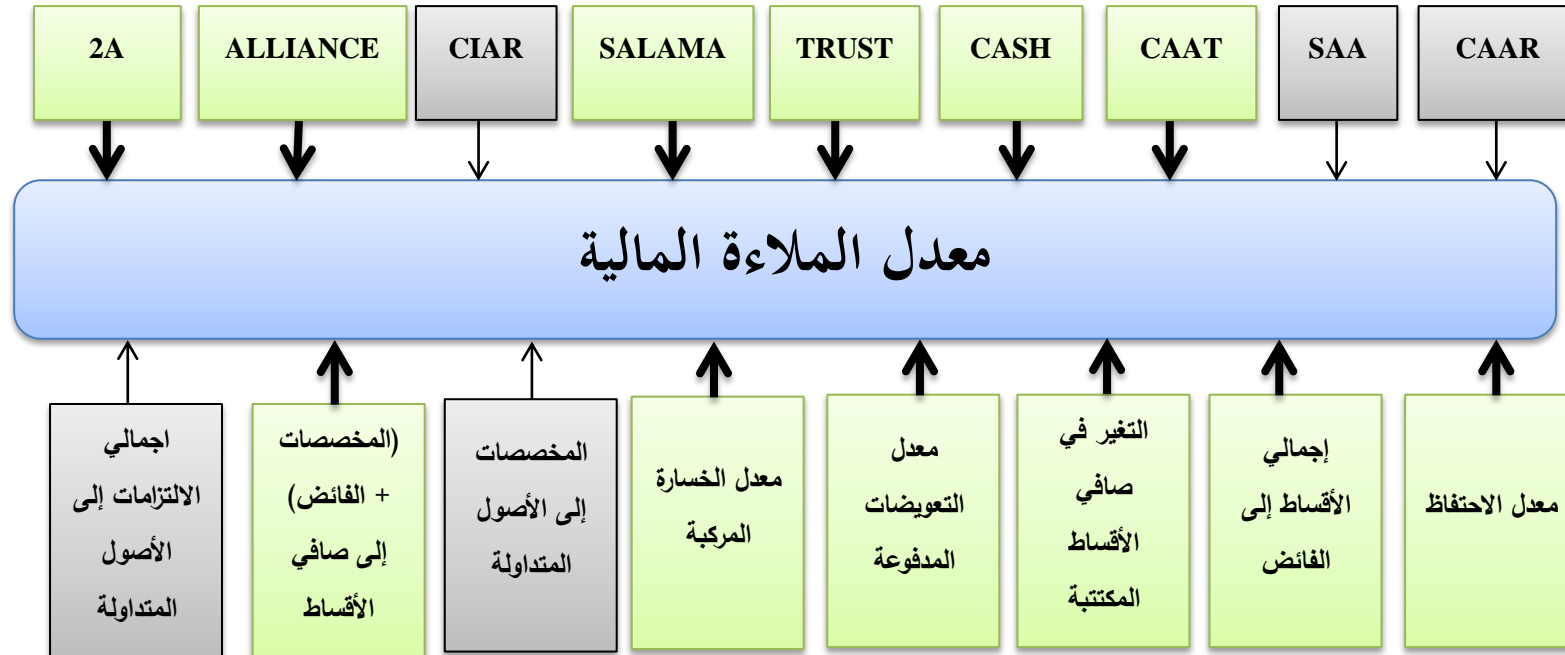 2A
ALLIANCE
CIAR
SALAMA
TRUST
CASH
CAAT
SAA
CAAR
معدل الملاءة المالية
معدل الاحتفاظ
إجمالي
الأقساط إلى
الفائض
التغير في
صافي
الأقساط
المكتتبة
معدل
التعويضات
المدفوعة
معدل الخسارة
المركبة
المخصصات
إلى الأصول
المتداولة
(المخصصات
+ الفائض)
إلى صافي
الأقساط
اجمالي
الالتزامات إلى
الأصول
المتداولة